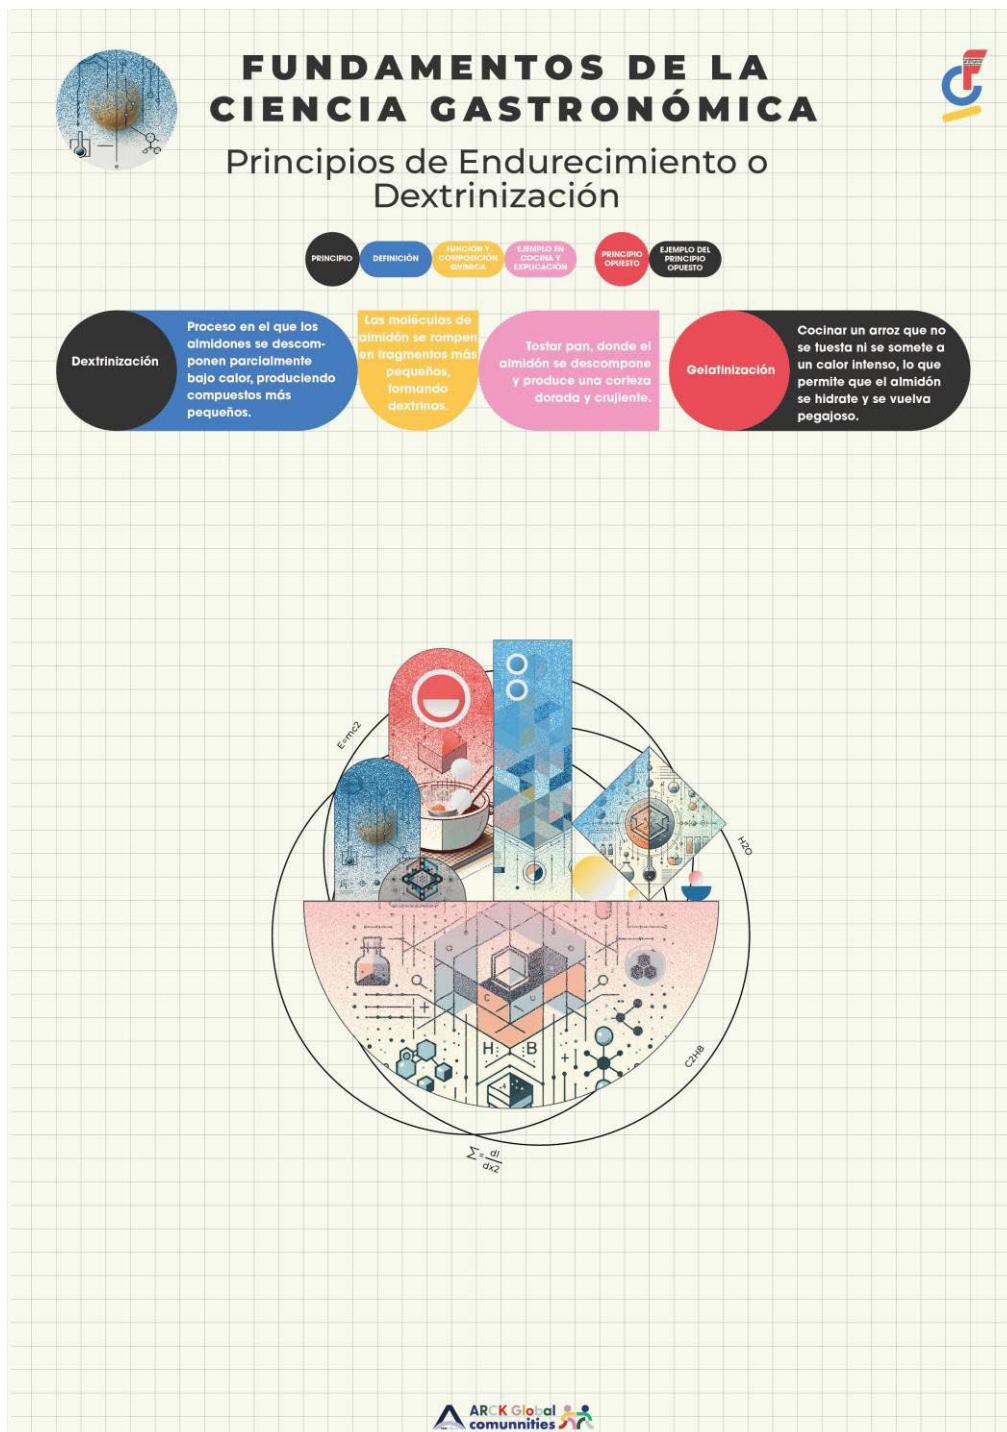 FUNDAMENTOS DE LA
CIENCIA GASTRONÓMICA
Principios de Endurecimiento o
Dextrinización
PRINCIPIO
DEFINICIÓN
FUNCIÓN Y
COMPOSICIÓN
QUÍMICA
EJEMPLO EN
COCINA Y
EXPLICACIÓN
PRINCIPIO
OPUESTO
EJEMPLO DEL
PRINCIPIO
OPUESTO
Dextrinización
Proceso en el que los
almidones se descom-
ponen parcialmente
bajo calor, produciendo
compuestos más
pequeños.
Las moléculas de
almidón se rompen
en fragmentos más
pequeños,
formando
dextrinas.
Tostar pan, donde el
almidón se descompone
y produce una corteza
dorada y crujiente.
Gelatinización
Cocinar un arroz que no
se tuesta ni se somete a
un calor intenso, lo que
permite que el almidón
se hidrate y se vuelva
pegajoso.
E=mc2
H2O
C U
H B
C2H8
Σ = dl
dx2
ARCK Global
comunnities